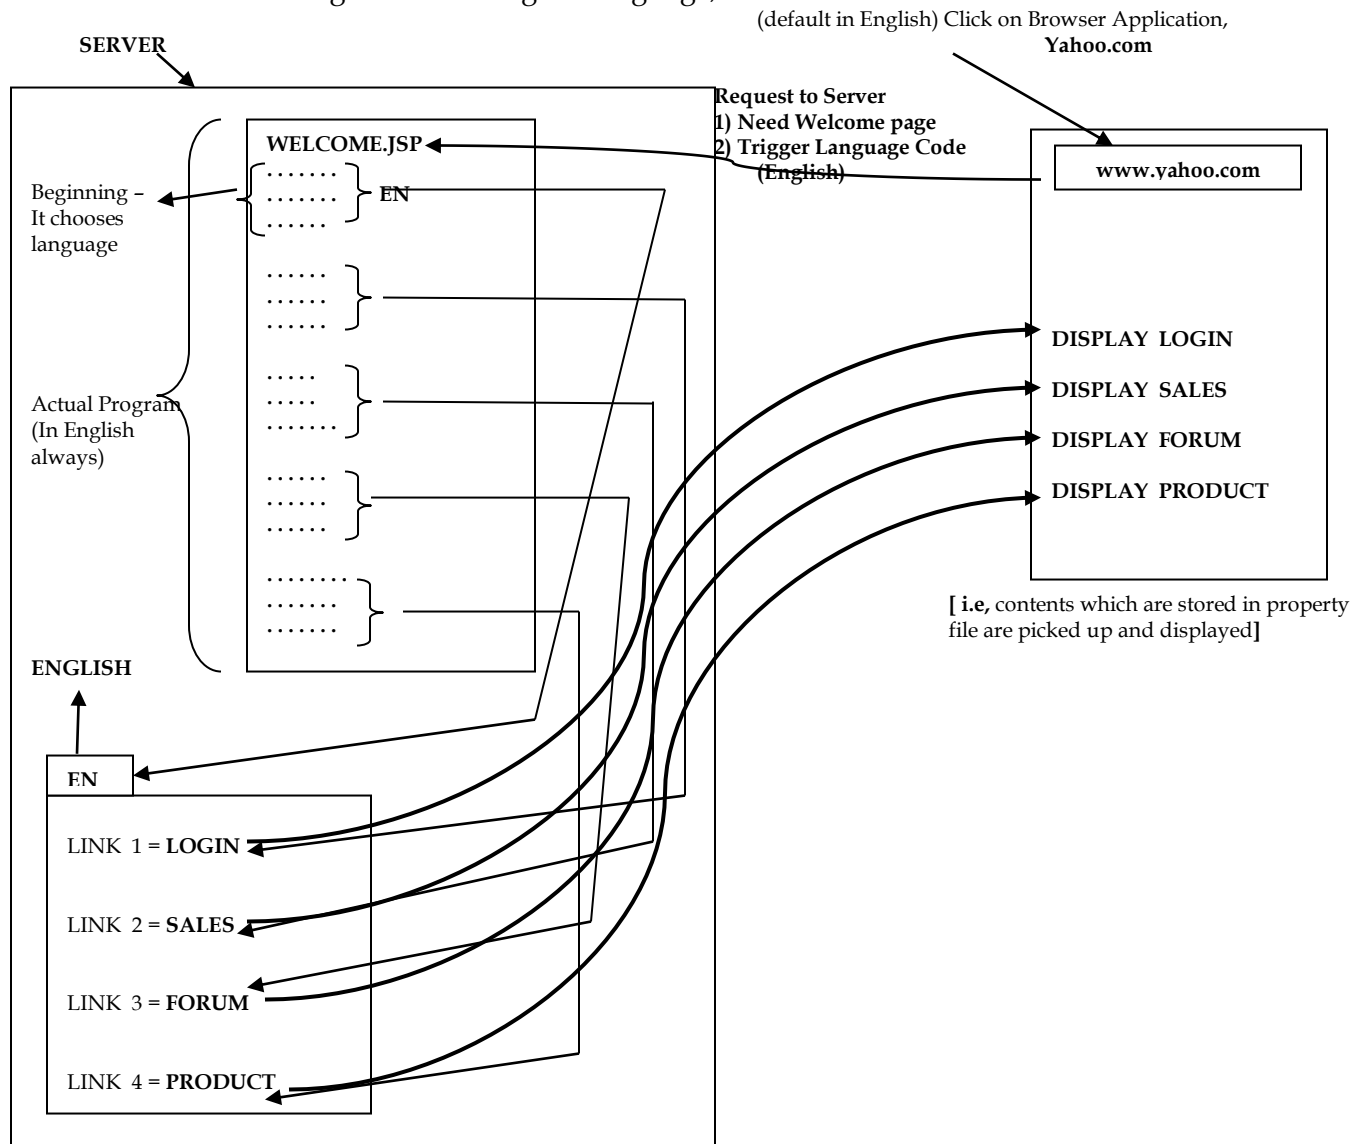 (default in English) Click on Browser Application,
Yahoo.com
SERVER
Request to Server
1) Need Welcome page
2) Trigger Language Code
(English)
WELCOME.JSP
. . . . . .
. . . . . . .
. . . . . .
EN
www.yahoo.com
Beginning –
It chooses
language
. . . . . .
. . . . . .
. . . . . .
. . . . .
. . . . .
. . . . . . .
Actual Program
(In English
always)
. . . . . .
. . . . . .
. . . . . .
. . . . . . . .
. . . . . . .
. . . . . . .
DISPLAY LOGIN
DISPLAY SALES
DISPLAY FORUM
DISPLAY PRODUCT
[ i.e, contents which are stored in property
file are picked up and displayed]
ENGLISH
EN
LINK 1 = LOGIN
LINK 2 = SALES
LINK 3 = FORUM
LINK 4 = PRODUCT